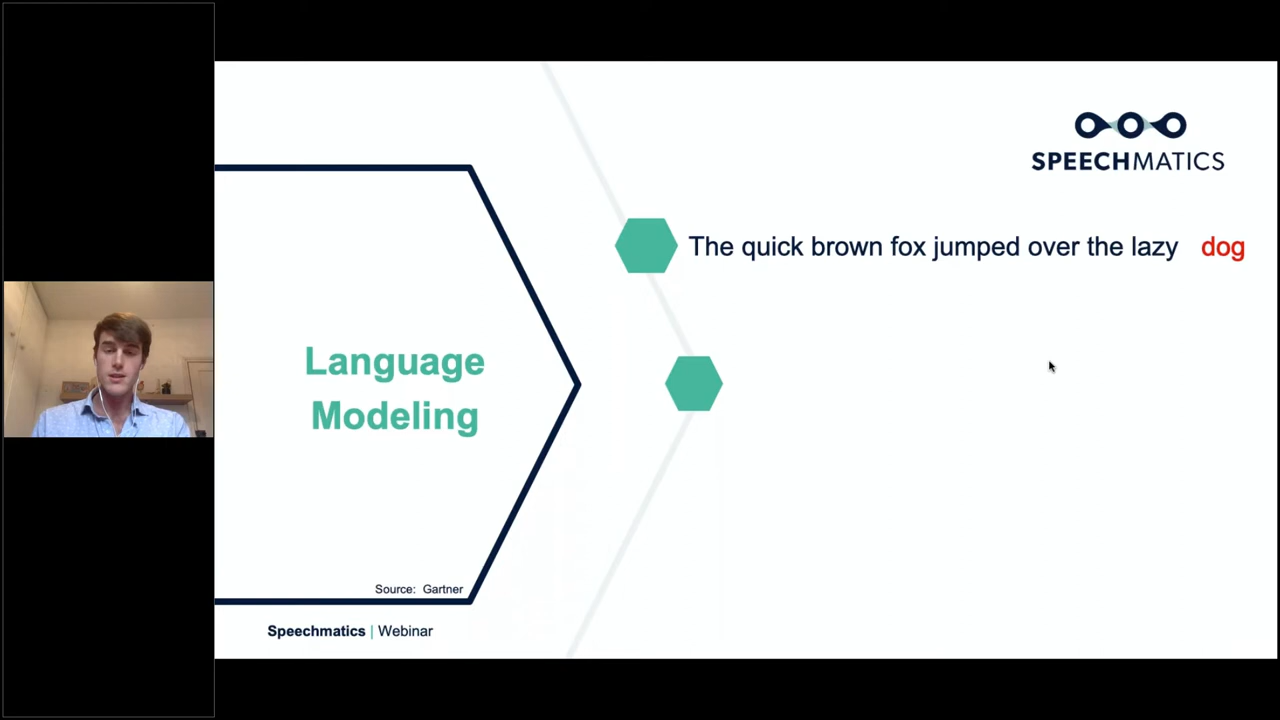 SPEECHMATICS
The quick brown fox jumped over the lazy dog
Language
Modeling
Source: Gartner
Speechmatics | Webinar